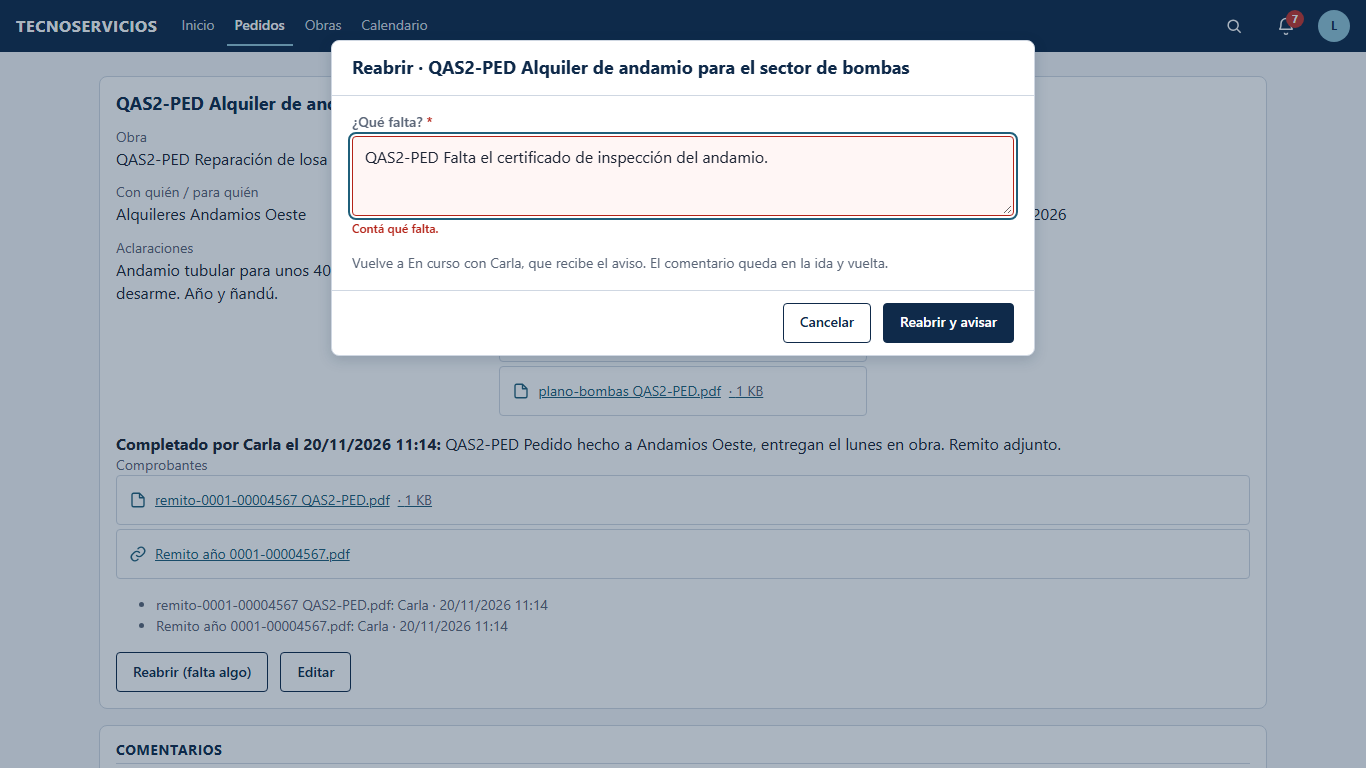 TECNOSERVICIOS Inicio Pedidos Obras Calendario 7 L
Reabrir · QAS2-PED Alquiler de andamio para el sector de bombas
¿Qué falta? *
QAS2-PED Falta el certificado de inspección del andamio.
Contá qué falta.
Vuelve a En curso con Carla, que recibe el aviso. El comentario queda en la ida y vuelta.
Cancelar Reabrir y avisar
QAS2-PED Alquiler de
Obra
QAS2-PED Reparación de losa
Con quién / para quién
Alquileres Andamios Oeste 2026
Aclaraciones
Andamio tubular para unos 40
desarme. Año y ñandú.
plano-bombas QAS2-PED.pdf · 1 KB
Completado por Carla el 20/11/2026 11:14: QAS2-PED Pedido hecho a Andamios Oeste, entregan el lunes en obra. Remito adjunto.
Comprobantes
remito-0001-00004567 QAS2-PED.pdf · 1 KB
Remito año 0001-00004567.pdf
• remito-0001-00004567 QAS2-PED.pdf: Carla · 20/11/2026 11:14
• Remito año 0001-00004567.pdf: Carla · 20/11/2026 11:14
Reabrir (falta algo) Editar
COMENTARIOS